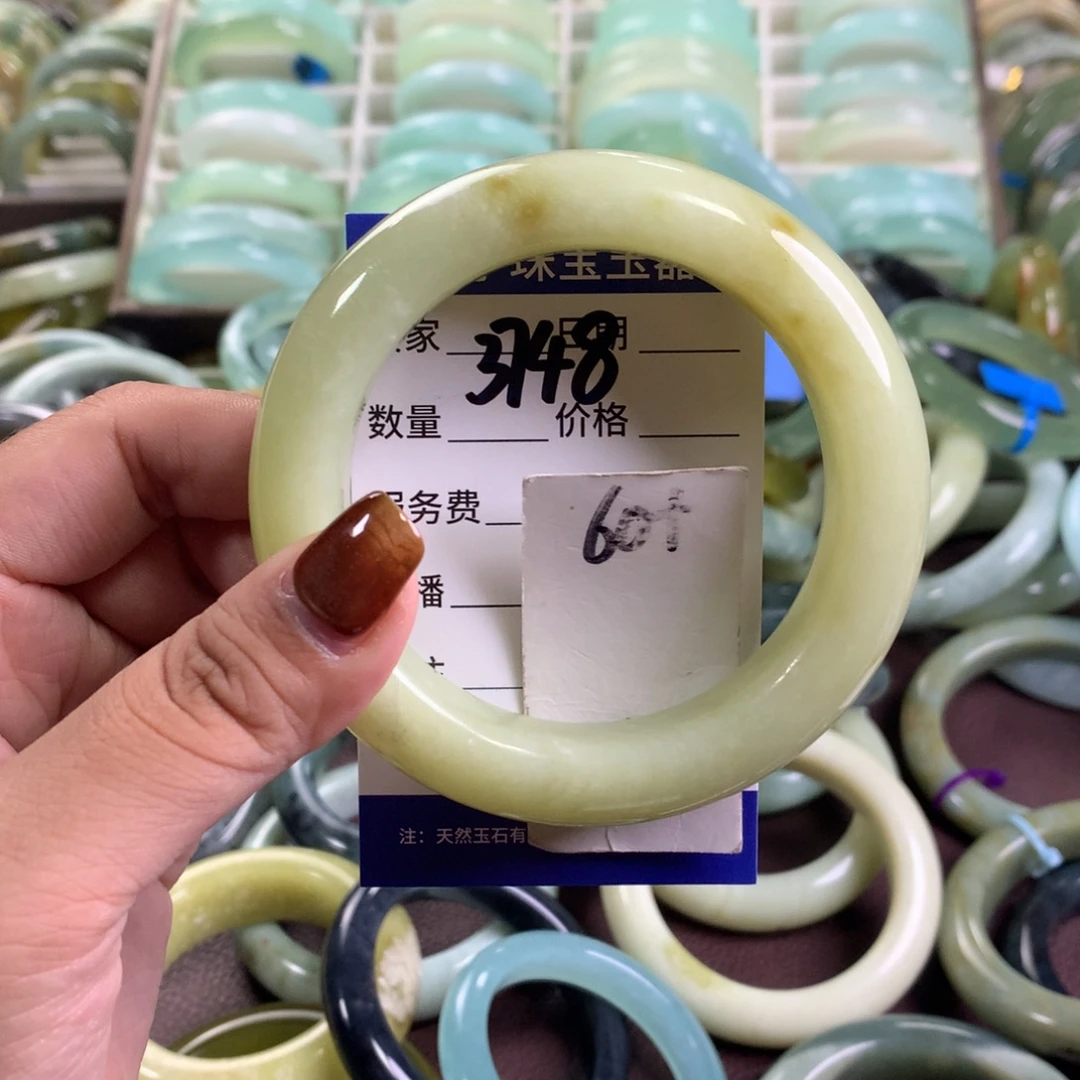 珠宝玉器
家 日期
3148
数量 价格
服务费
60+
播
注：天然玉石有